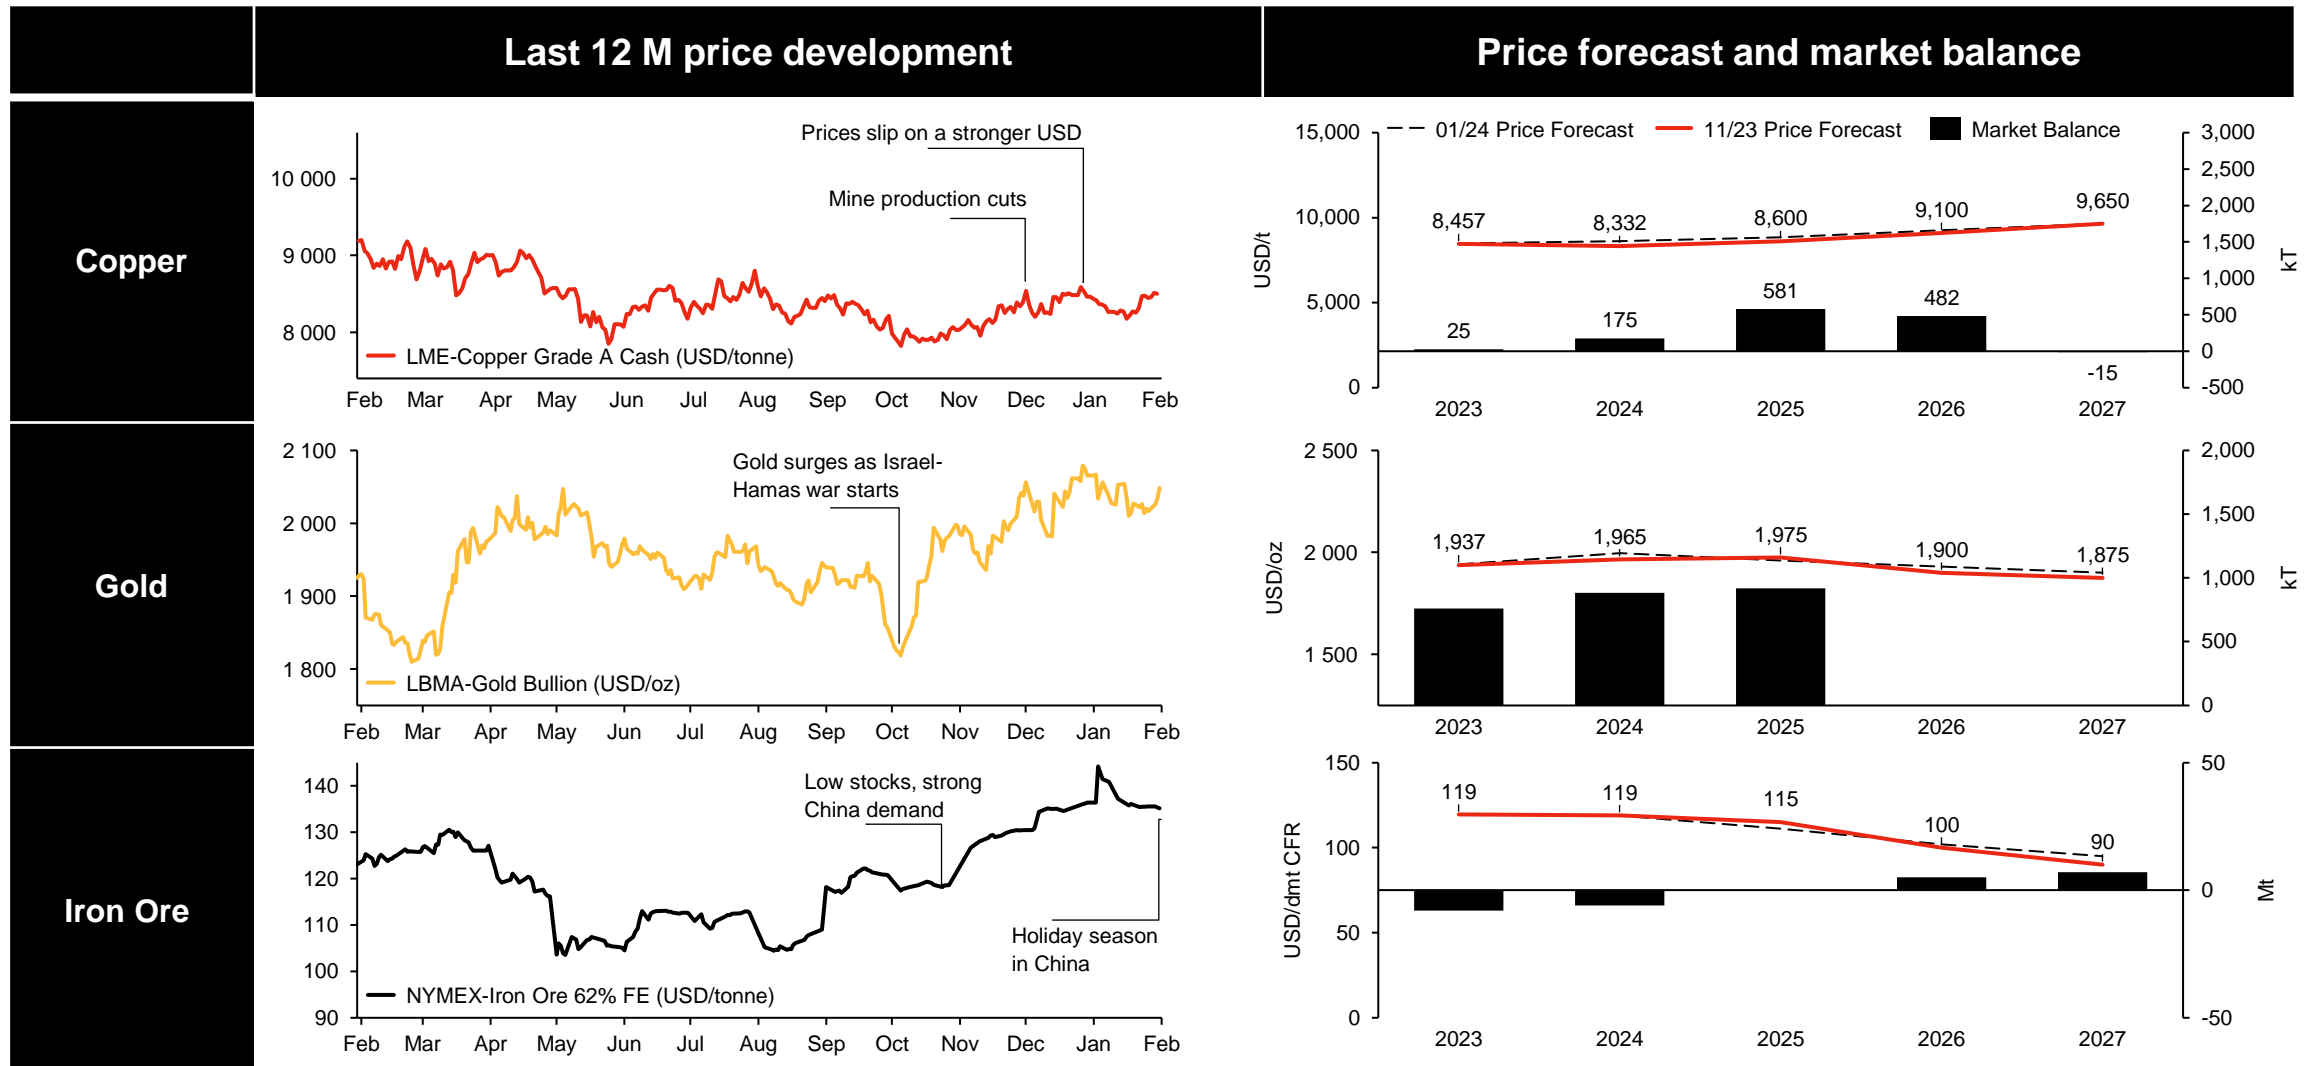 Last 12 M price development
Price forecast and market balance
Copper
Prices slip on a stronger USD
Mine production cuts
10 000
9 000
8 000
LME-Copper Grade A Cash (USD/tonne)
Feb Mar Apr May Jun Jul Aug Sep Oct Nov Dec Jan Feb
01/24 Price Forecast 11/23 Price Forecast Market Balance
USD/t
15,000
10,000
5,000
0
8,457 8,332 8,600 9,100 9,650
25 175 581 482 -15
3,000
2,500
2,000
1,500
1,000
500
0
-500
kT
2023 2024 2025 2026 2027
Gold
2 100
2 000
1 900
1 800
Gold surges as Israel-
Hamas war starts
LBMA-Gold Bullion (USD/oz)
Feb Mar Apr May Jun Jul Aug Sep Oct Nov Dec Jan Feb
USD/oz
2 500
2 000
1 500
1,937 1,965 1,975 1,900 1,875
2,000
1,500
1,000
500
0
kT
2023 2024 2025 2026 2027
Iron Ore
140
130
120
110
100
90
Low stocks, strong
China demand
Holiday season
in China
NYMEX-Iron Ore 62% FE (USD/tonne)
Feb Mar Apr May Jun Jul Aug Sep Oct Nov Dec Jan Feb
USD/dmt CFR
150
100
50
0
119 119 115 100 90
50
0
-50
Mt
2023 2024 2025 2026 2027